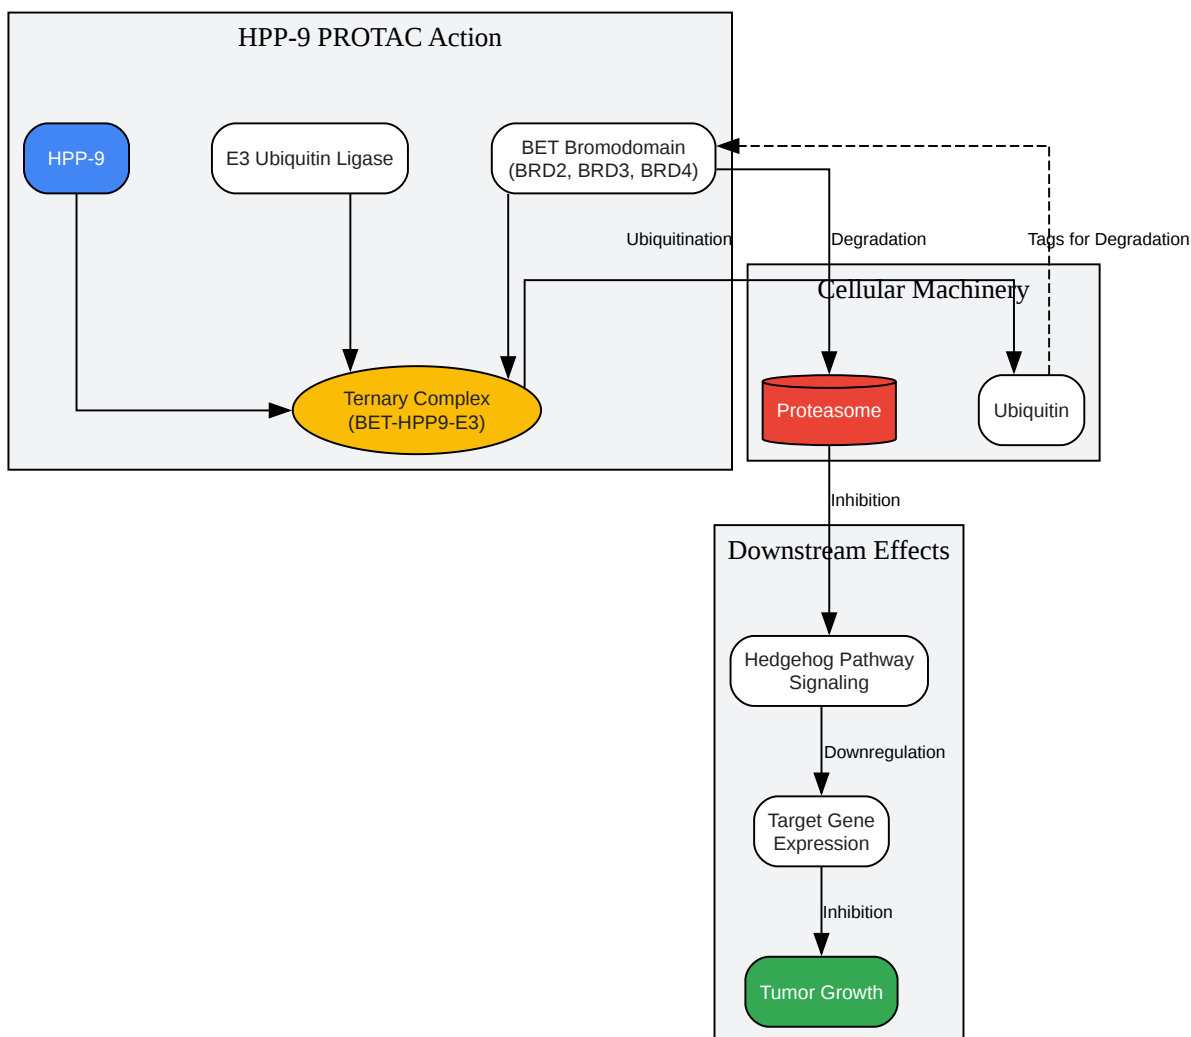 HPP-9 PROTAC Action
HPP-9
E3 Ubiquitin Ligase
BET Bromodomain
(BRD2, BRD3, BRD4)
Ubiquitination
Degradation
Tags for Degradation
Cellular Machinery
Ternary Complex
(BET-HPP9-E3)
Proteasome
Ubiquitin
Inhibition
Downstream Effects
Hedgehog Pathway
Signaling
Downregulation
Target Gene
Expression
Inhibition
Tumor Growth